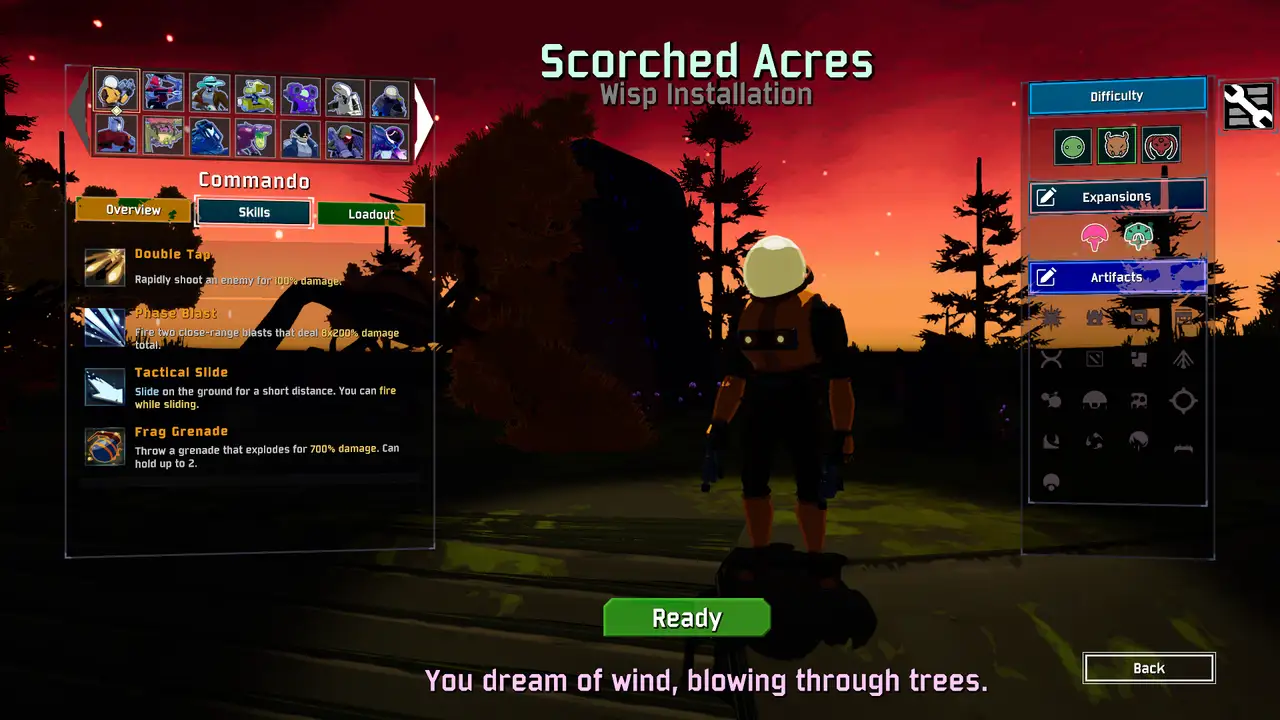 Scorched Acres
Wisp Installation
Commando
Overview
Skills
Loadout
Double Tap
Rapidly shoot an enemy for 100% damage.
Phase Blast
Fire two close-range blasts that deal 8x200% damage
total.
Tactical Slide
Slide on the ground for a short distance. You can fire
while sliding.
Frag Grenade
Throw a grenade that explodes for 700% damage. Can
hold up to 2.
Difficulty
Expansions
Artifacts
Ready
You dream of wind, blowing through trees.
Back